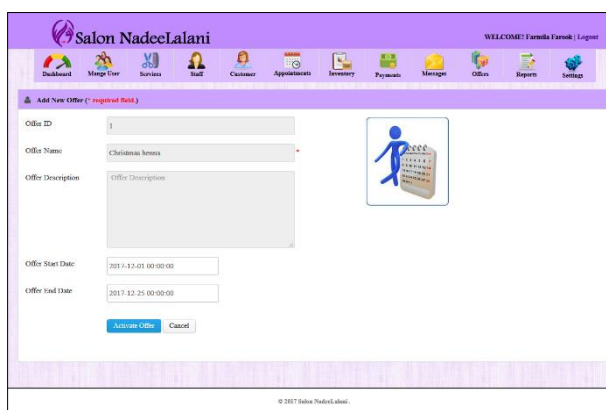 Salon NadeeLalani
WELCOME! Farmila Farook | Logout
Dashboard Mange User Services Staff Customer Appointments Inventory Payments Messages Offers Reports Settings
Add New Offer (* required field.)
Offer ID
1
Offer Name
Christmas henna
*
Offer Description
Offer Description
Offer Start Date
2017-12-01 00:00:00
Offer End Date
2017-12-25 00:00:00
Activate Offer Cancel
© 2017 Salon NadeeLalani .